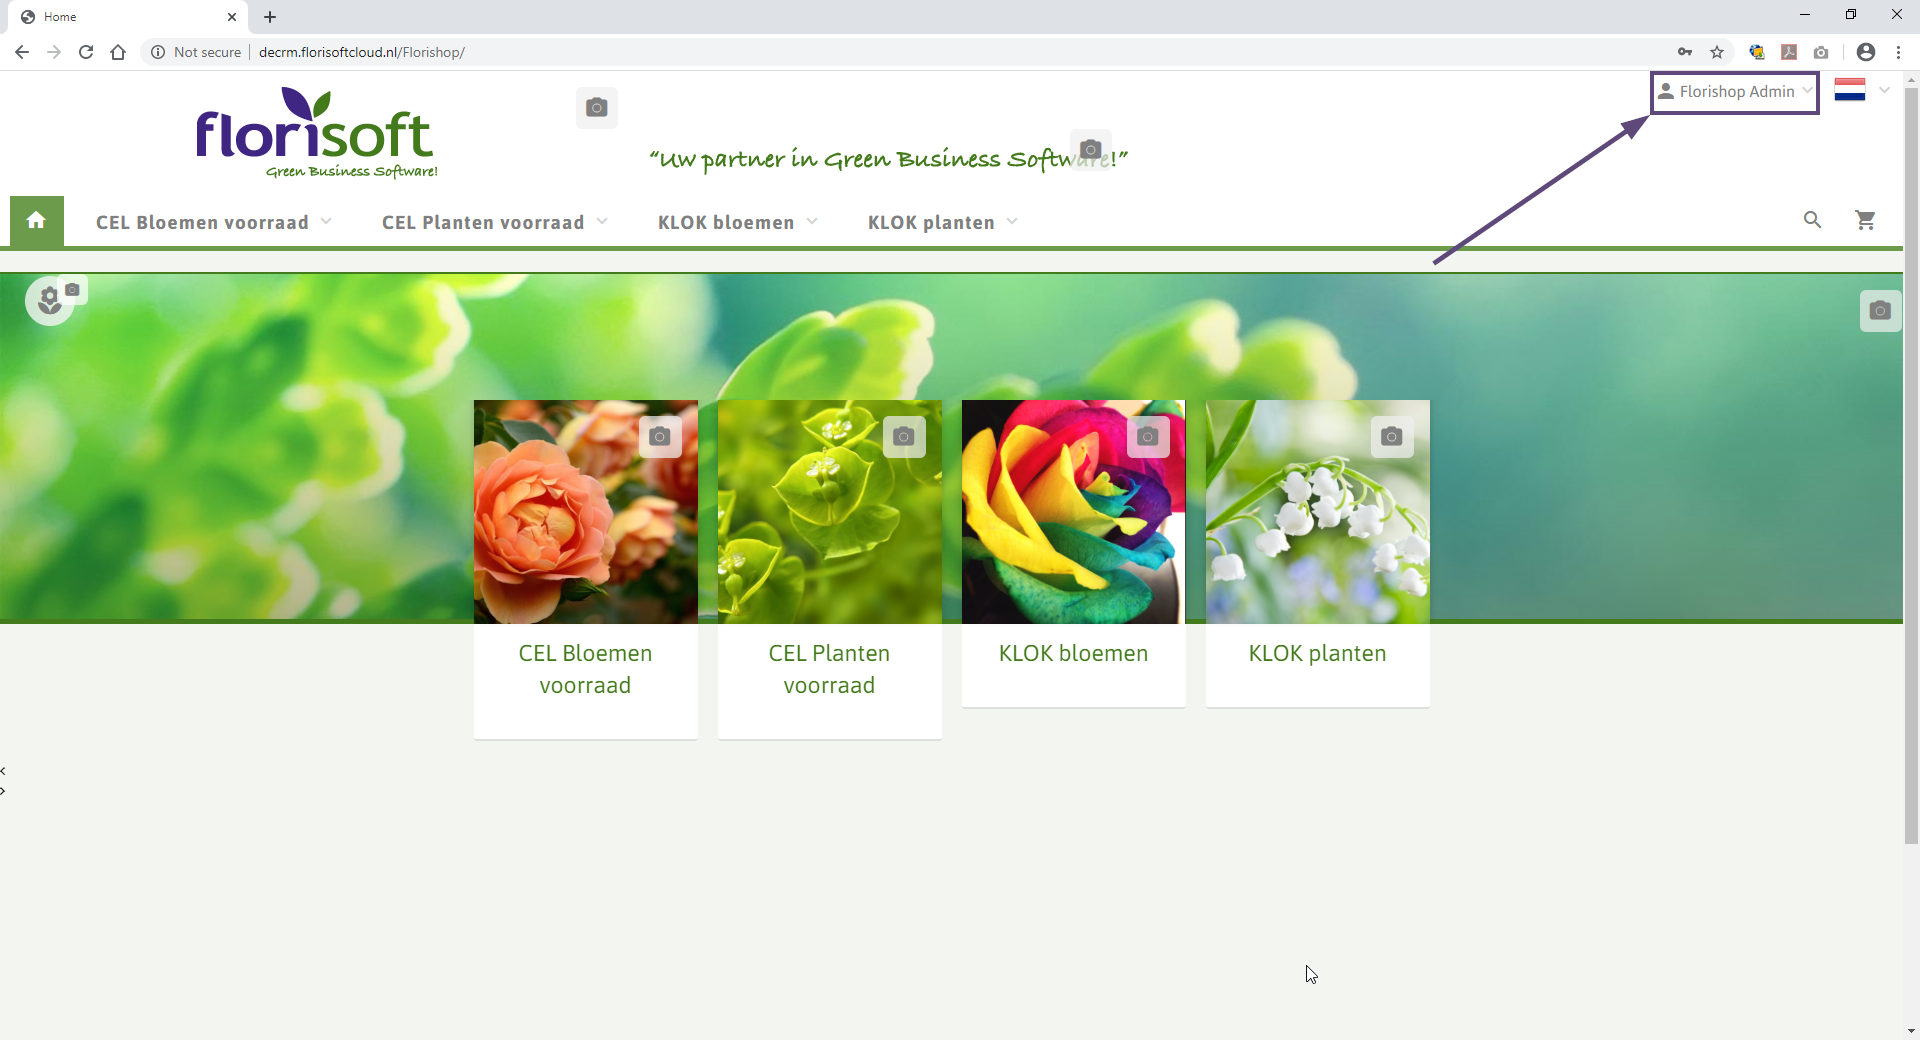 Home
Not secure
decrm.florisoftcloud.nl/Florishop/
Florishop Admin
florisoft
Green Business Software!
“Uw partner in Green Business Software!”
CEL Bloemen voorraad
CEL Planten voorraad
KLOK bloemen
KLOK planten
CEL Bloemen
voorraad
CEL Planten
voorraad
KLOK bloemen
KLOK planten